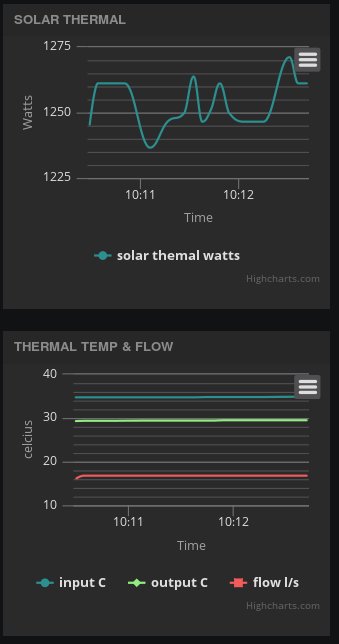 SOLAR THERMAL
1275
1250
1225
Watts
10:11 10:12
Time
solar themal watts
Highcharts.com
THERMAL TEMP & FLOW
40
30
20
10
celcius
10:11 10:12
Time
input C output C flow l/s
Highcharts.com